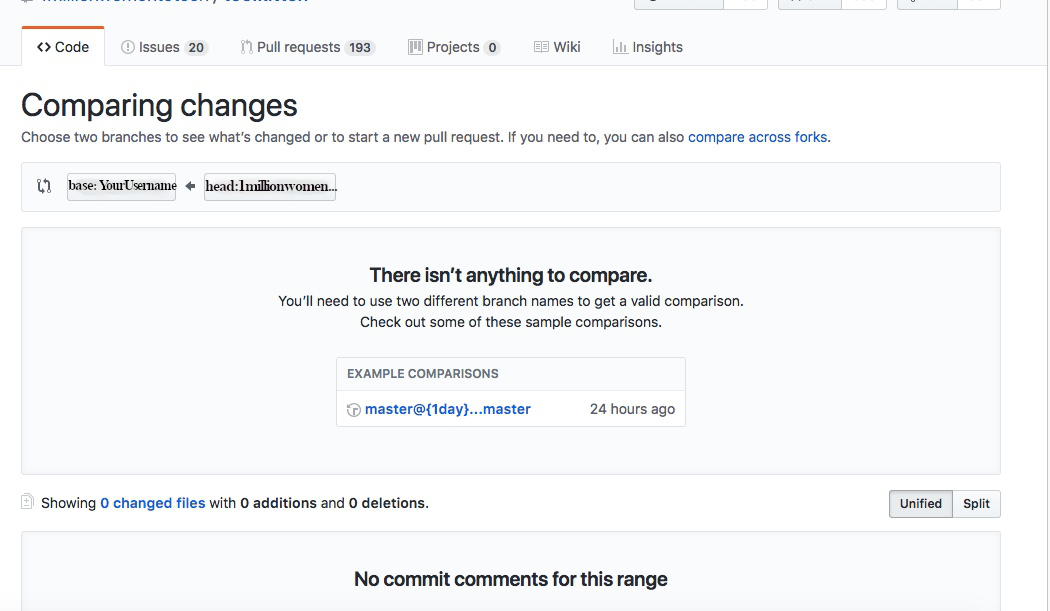 Code Issues 20 Pull requests 193 Projects 0 Wiki Insights
Comparing changes
Choose two branches to see what's changed or to start a new pull request. If you need to, you can also compare across forks.
base: YourUsername head:1millionwomen...
There isn't anything to compare.
You'll need to use two different branch names to get a valid comparison.
Check out some of these sample comparisons.
EXAMPLE COMPARISONS
master@{1day}...master 24 hours ago
Showing 0 changed files with 0 additions and 0 deletions.
Unified Split
No commit comments for this range